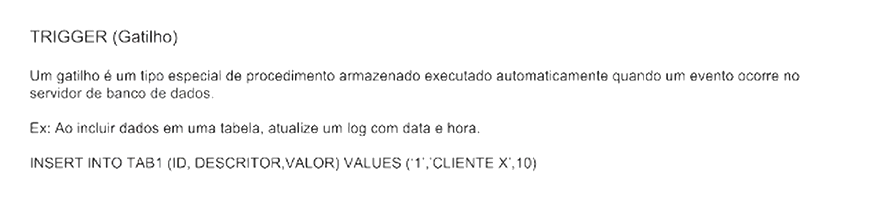 TRIGGER (Gatilho)
Um gatilho é um tipo especial de procedimento armazenado executado automaticamente quando um evento ocorre no
servidor de banco de dados.
Ex: Ao incluir dados em uma tabela, atualize um log com data e hora.
INSERT INTO TAB1 (ID, DESCRITOR,VALOR) VALUES (‘1’,’CLIENTE X’,10)